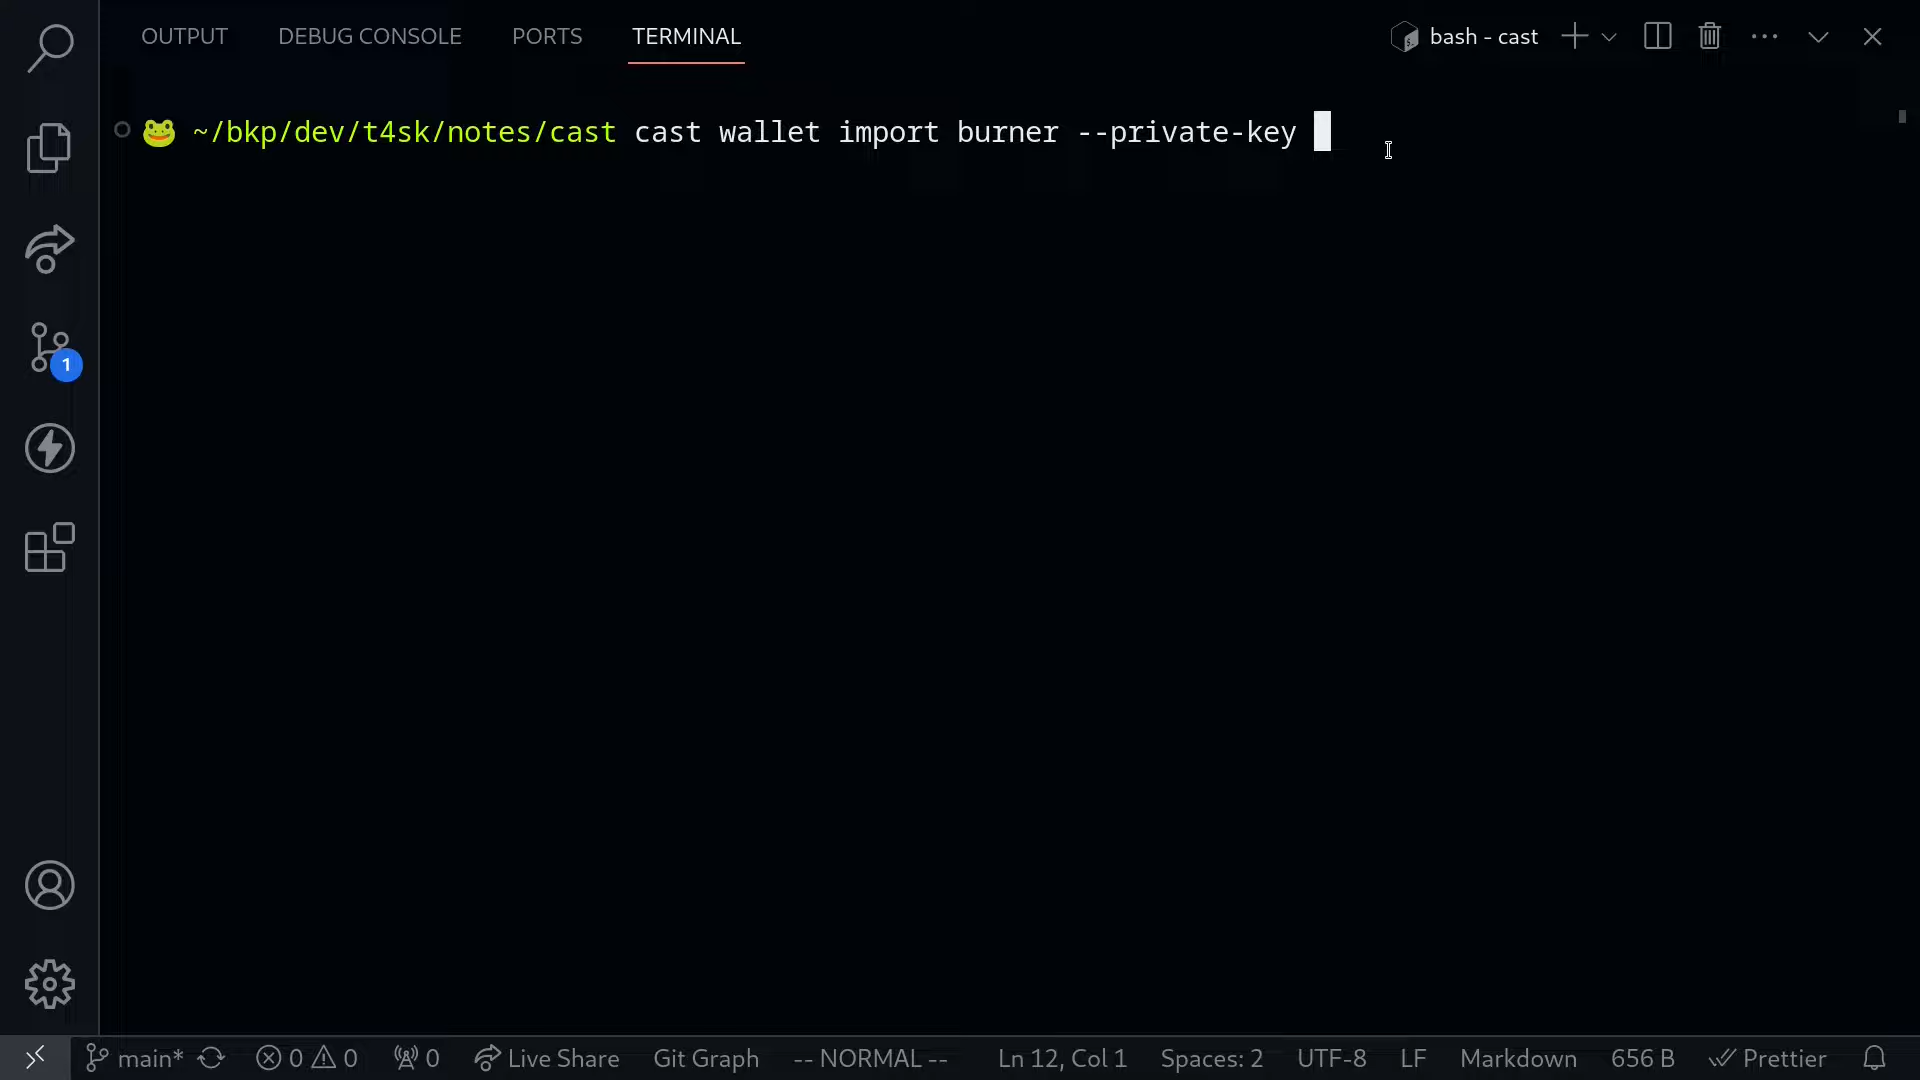 OUTPUT DEBUG CONSOLE PORTS TERMINAL bash - cast
~/bkp/dev/t4sk/notes/cast cast wallet import burner --private-key
1
main* 0 0 0 Live Share Git Graph -- NORMAL -- Ln 12, Col 1 Spaces: 2 UTF-8 LF Markdown 656 B Prettier